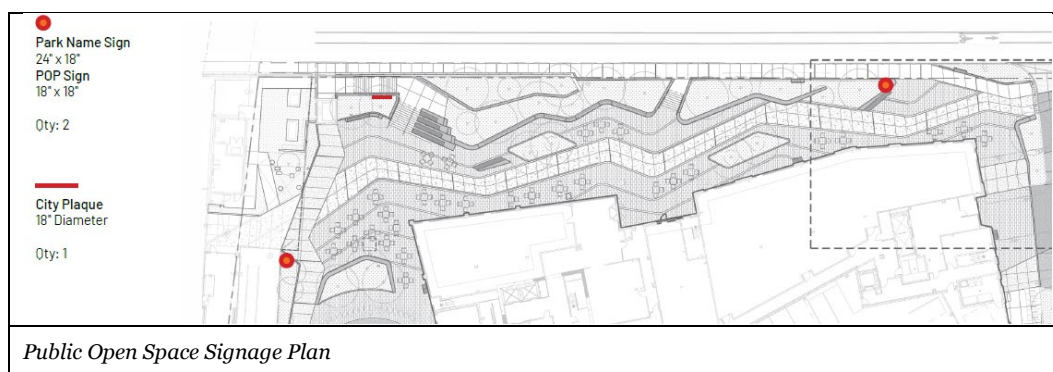 Park Name Sign
24" x 18"
POP Sign
18" x 18"
Qty: 2
City Plaque
18" Diameter
Qty: 1
Public Open Space Signage Plan